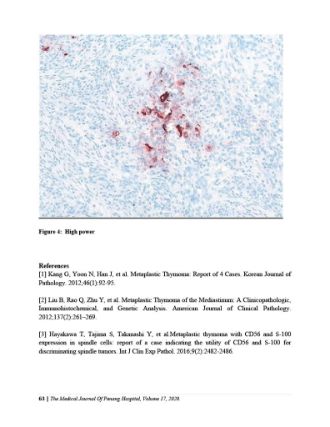 Figure 4: High power
References
[1] Kang G, Yoon N, Han J, et al. Metaplastic Thymoma: Report of 4 Cases. Korean Journal of
Pathology. 2012;46(1):92-95.
[2] Liu B, Rao Q, Zhu Y, et al. Metaplastic Thymoma of the Mediastinum: A Clinicopathologic,
Immunohistochemical, and Genetic Analysis. American Journal of Clinical Pathology.
2012;137(2):261–269.
[3] Hayakawa T, Tajima S, Takanashi Y, et al.Metaplastic thymoma with CD56 and S-100
expression in spindle cells: report of a case indicating the utility of CD56 and S-100 for
discriminating spindle tumors. Int J Clin Exp Pathol. 2016;9(2):2482-2486.
63 | The Medical Journal Of Penang Hospital, Volume 17, 2020.